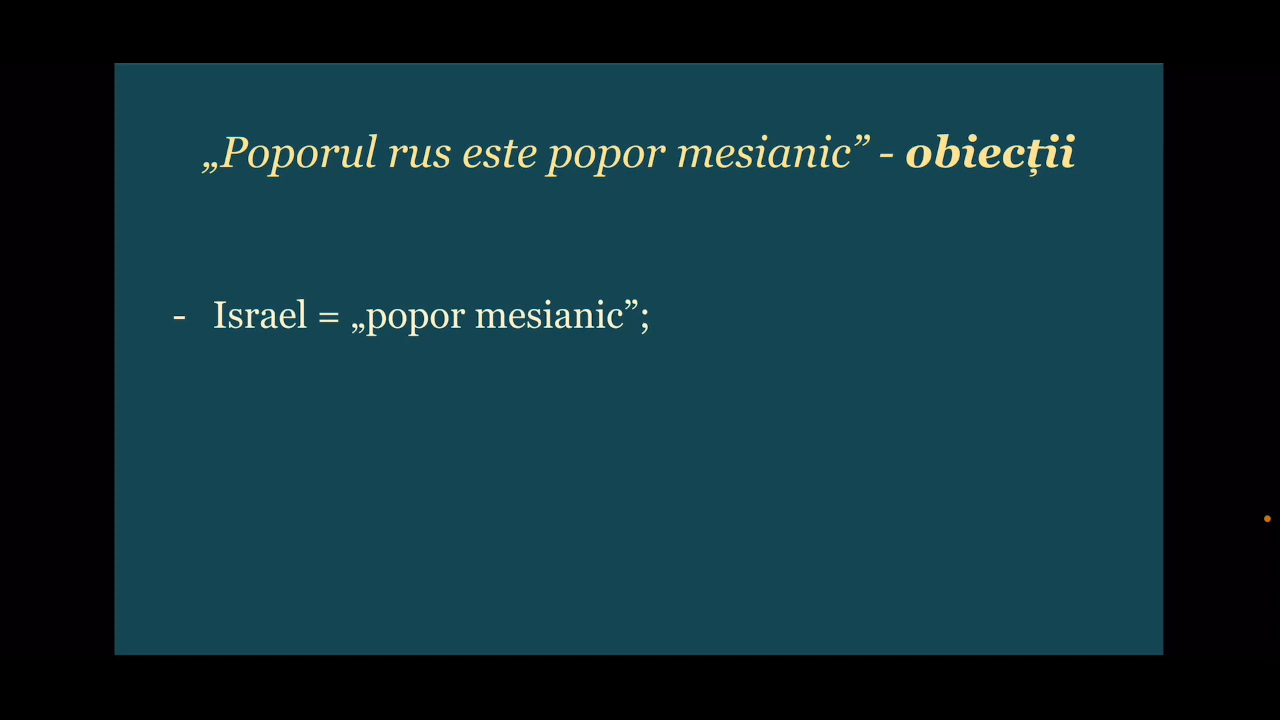 „Poporul rus este popor mesianic” - obiecții
- Israel = „popor mesianic”;